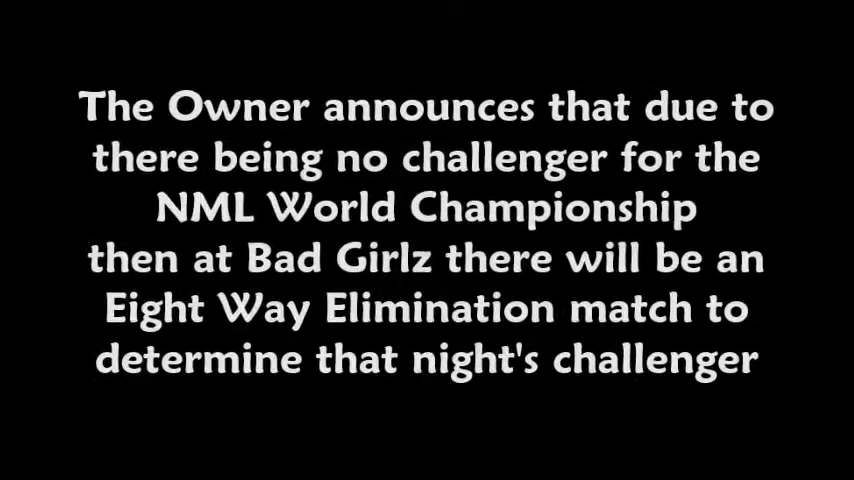 The Owner announces that due to
there being no challenger for the
NML World Championship
then at Bad Girlz there will be an
Eight Way Elimination match to
determine that night's challenger